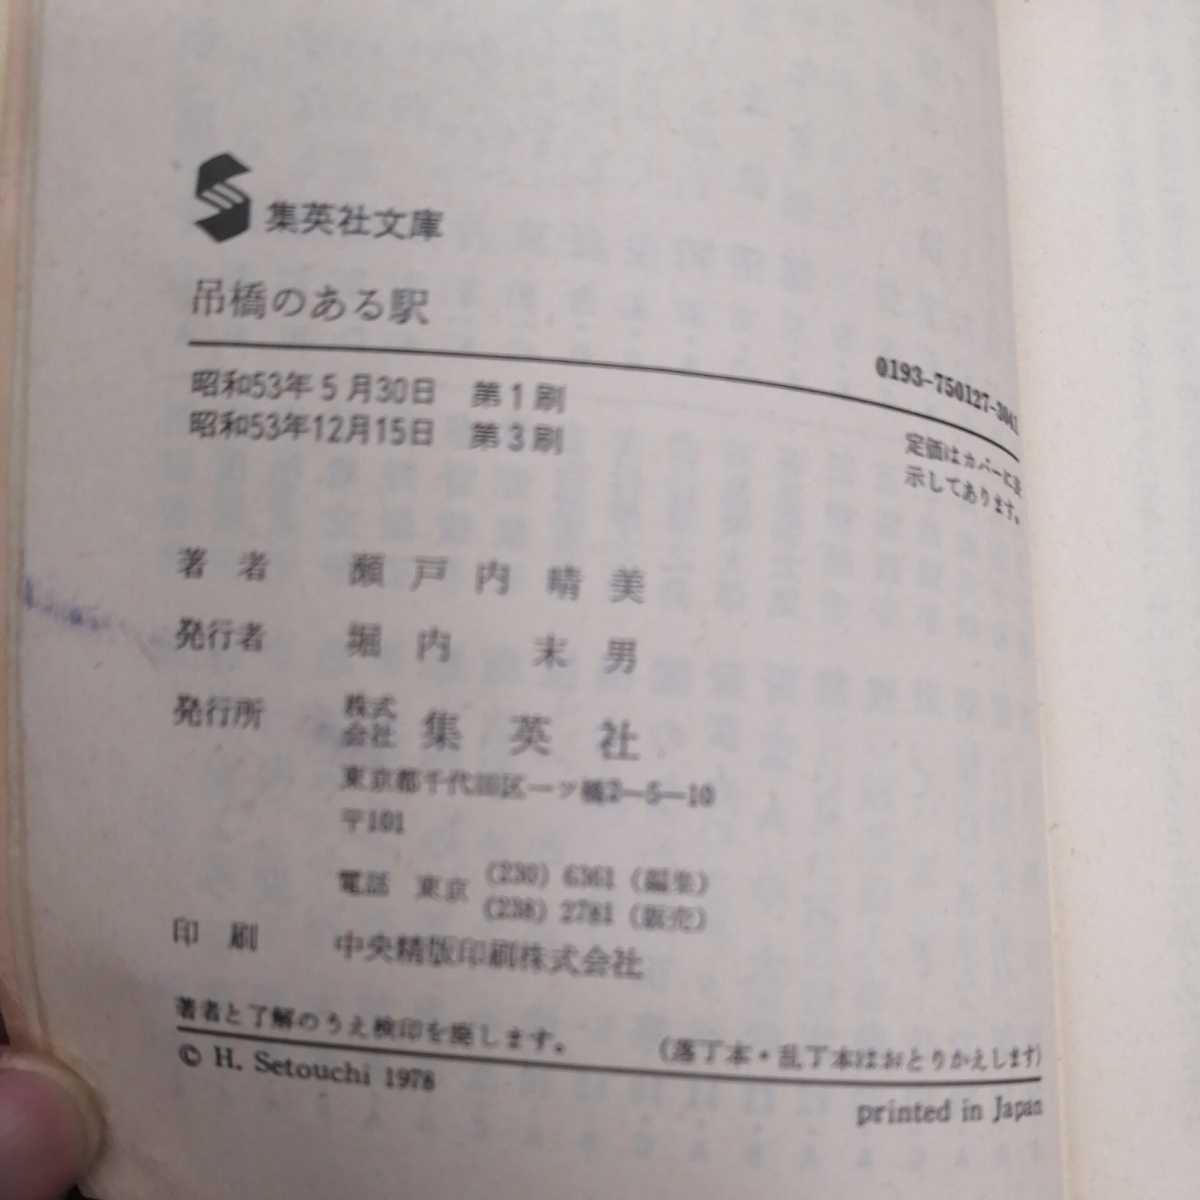 集英社文庫
吊橋のある駅
0193-750127-3041
昭和53年5月30日 第1刷
昭和53年12月15日 第3刷
定価はカバーに表
示してあります。
著者 瀬戸内晴美
発行者 堀内末男
発行所 株式会社 集英社
東京都千代田区一ツ橋2-5-10
〒101
電話 東京 (230) 6361 (編集)
(238) 2781 (販売)
印刷 中央精版印刷株式会社
著者と了解のうえ検印を廃します。 (落丁本・乱丁本はおとりかえします)
© H. Setouchi 1978
printed in Japan